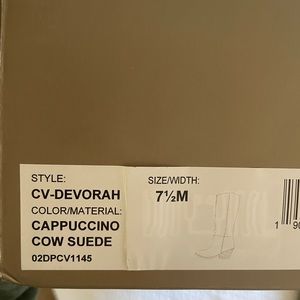 STYLE:
CV-DEVORAH
COLOR/MATERIAL:
CAPPUCCINO
COW SUEDE
02DPCV1145
SIZE/WIDTH:
7½M